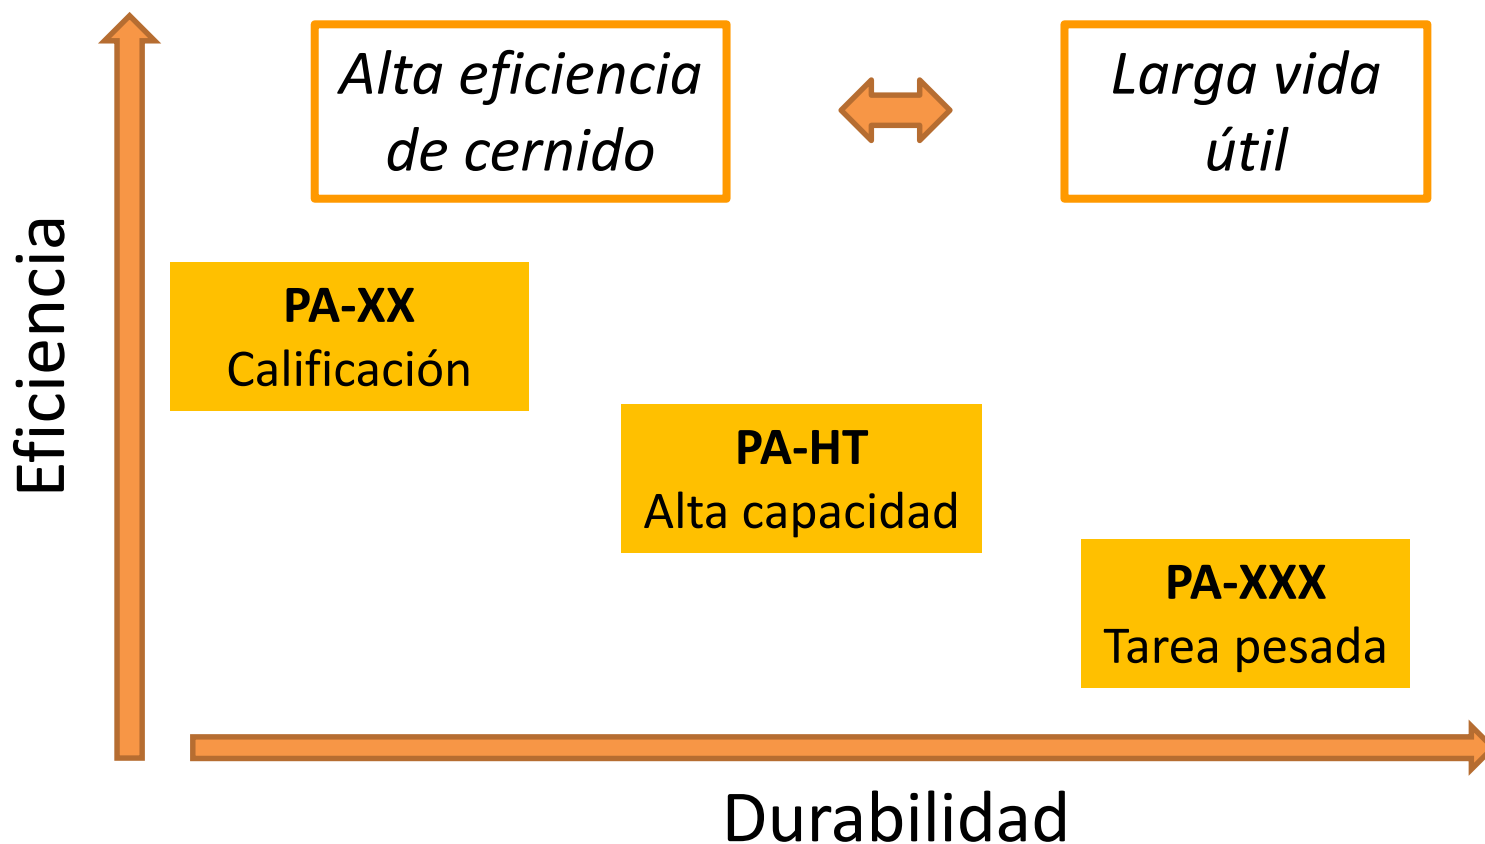 Alta eficiencia
de cernido
Larga vida
útil
Eficiencia
PA-XX
Calificación
PA-HT
Alta capacidad
PA-XXX
Tarea pesada
Durabilidad